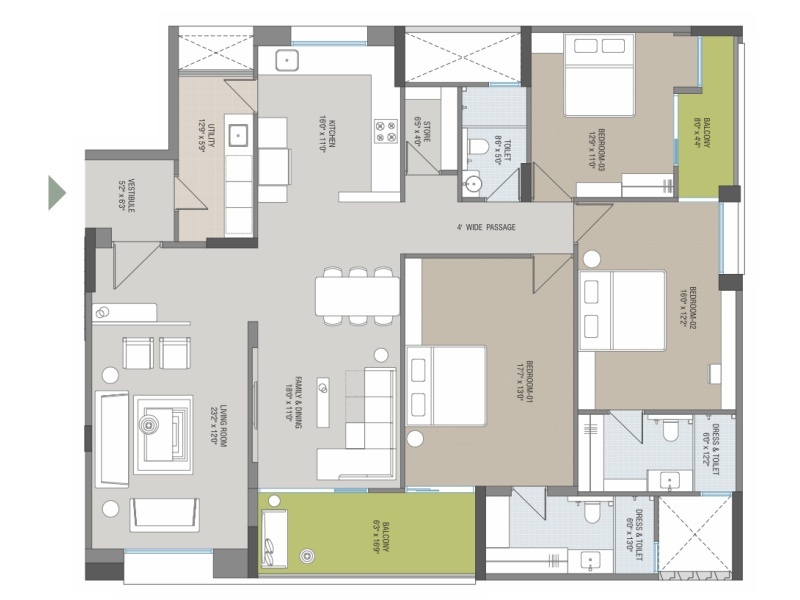 UTILITY
12'9" x 5'9"
VESTIBULE
5'2" x 6'3"
KITCHEN
16'0" x 11'0"
STORE
6'5" x 4'0"
TOILET
8'6" x 5'0"
BEDROOM-03
12'9" x 11'0"
BALCONY
8'0" x 4'4"
4' WIDE PASSAGE
BEDROOM-02
16'0" x 12'2"
BEDROOM-01
17'7" x 13'0"
FAMILY & DINING
18'0" x 11'0"
LIVING ROOM
23'2" x 12'0"
DRESS & TOILET
6'0" x 12'2"
BALCONY
6'3" x 16'9"
DRESS & TOILET
6'0" x 13'0"